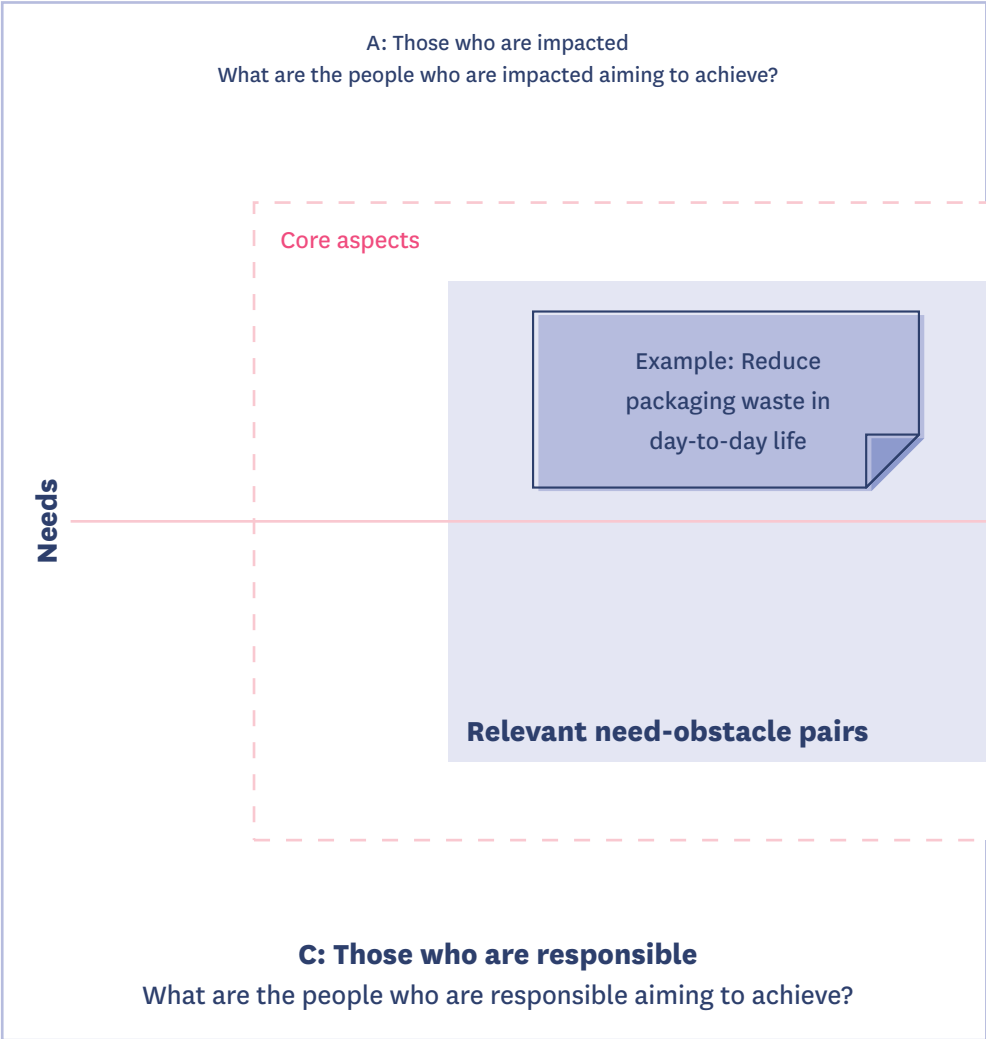 A: Those who are impacted
What are the people who are impacted aiming to achieve?
Core aspects
Example: Reduce
packaging waste in
day-to-day life
Needs
Relevant need-obstacle pairs
C: Those who are responsible
What are the people who are responsible aiming to achieve?